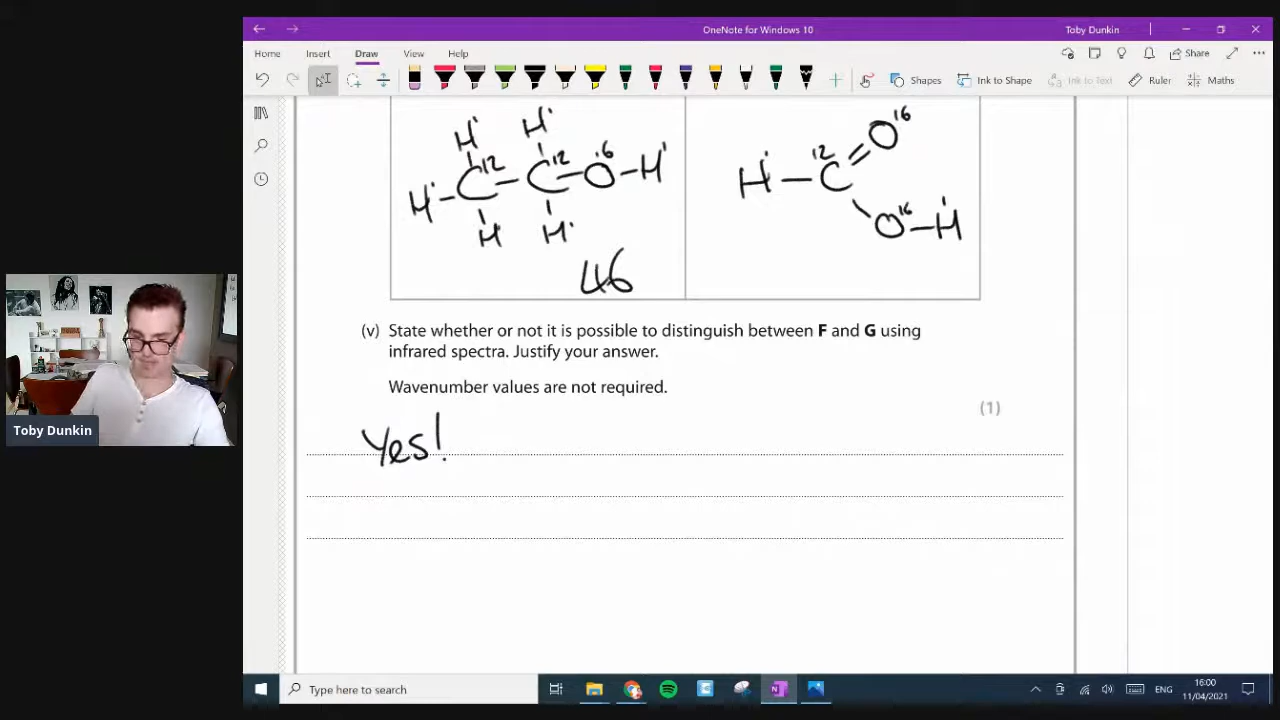 OneNote for Windows 10
Toby Dunkin
Home Insert Draw View Help
Share
Shapes Ink to Shape Ink to Text Ruler Maths
H H
H - C 12 - C 12 - O 16 - H
H H
46
O 16
H - C 12
O 16 - H
(v) State whether or not it is possible to distinguish between F and G using
infrared spectra. Justify your answer.
Wavenumber values are not required.
(1)
Yes!
Toby Dunkin
Type here to search
ENG
16:00
11/04/2021